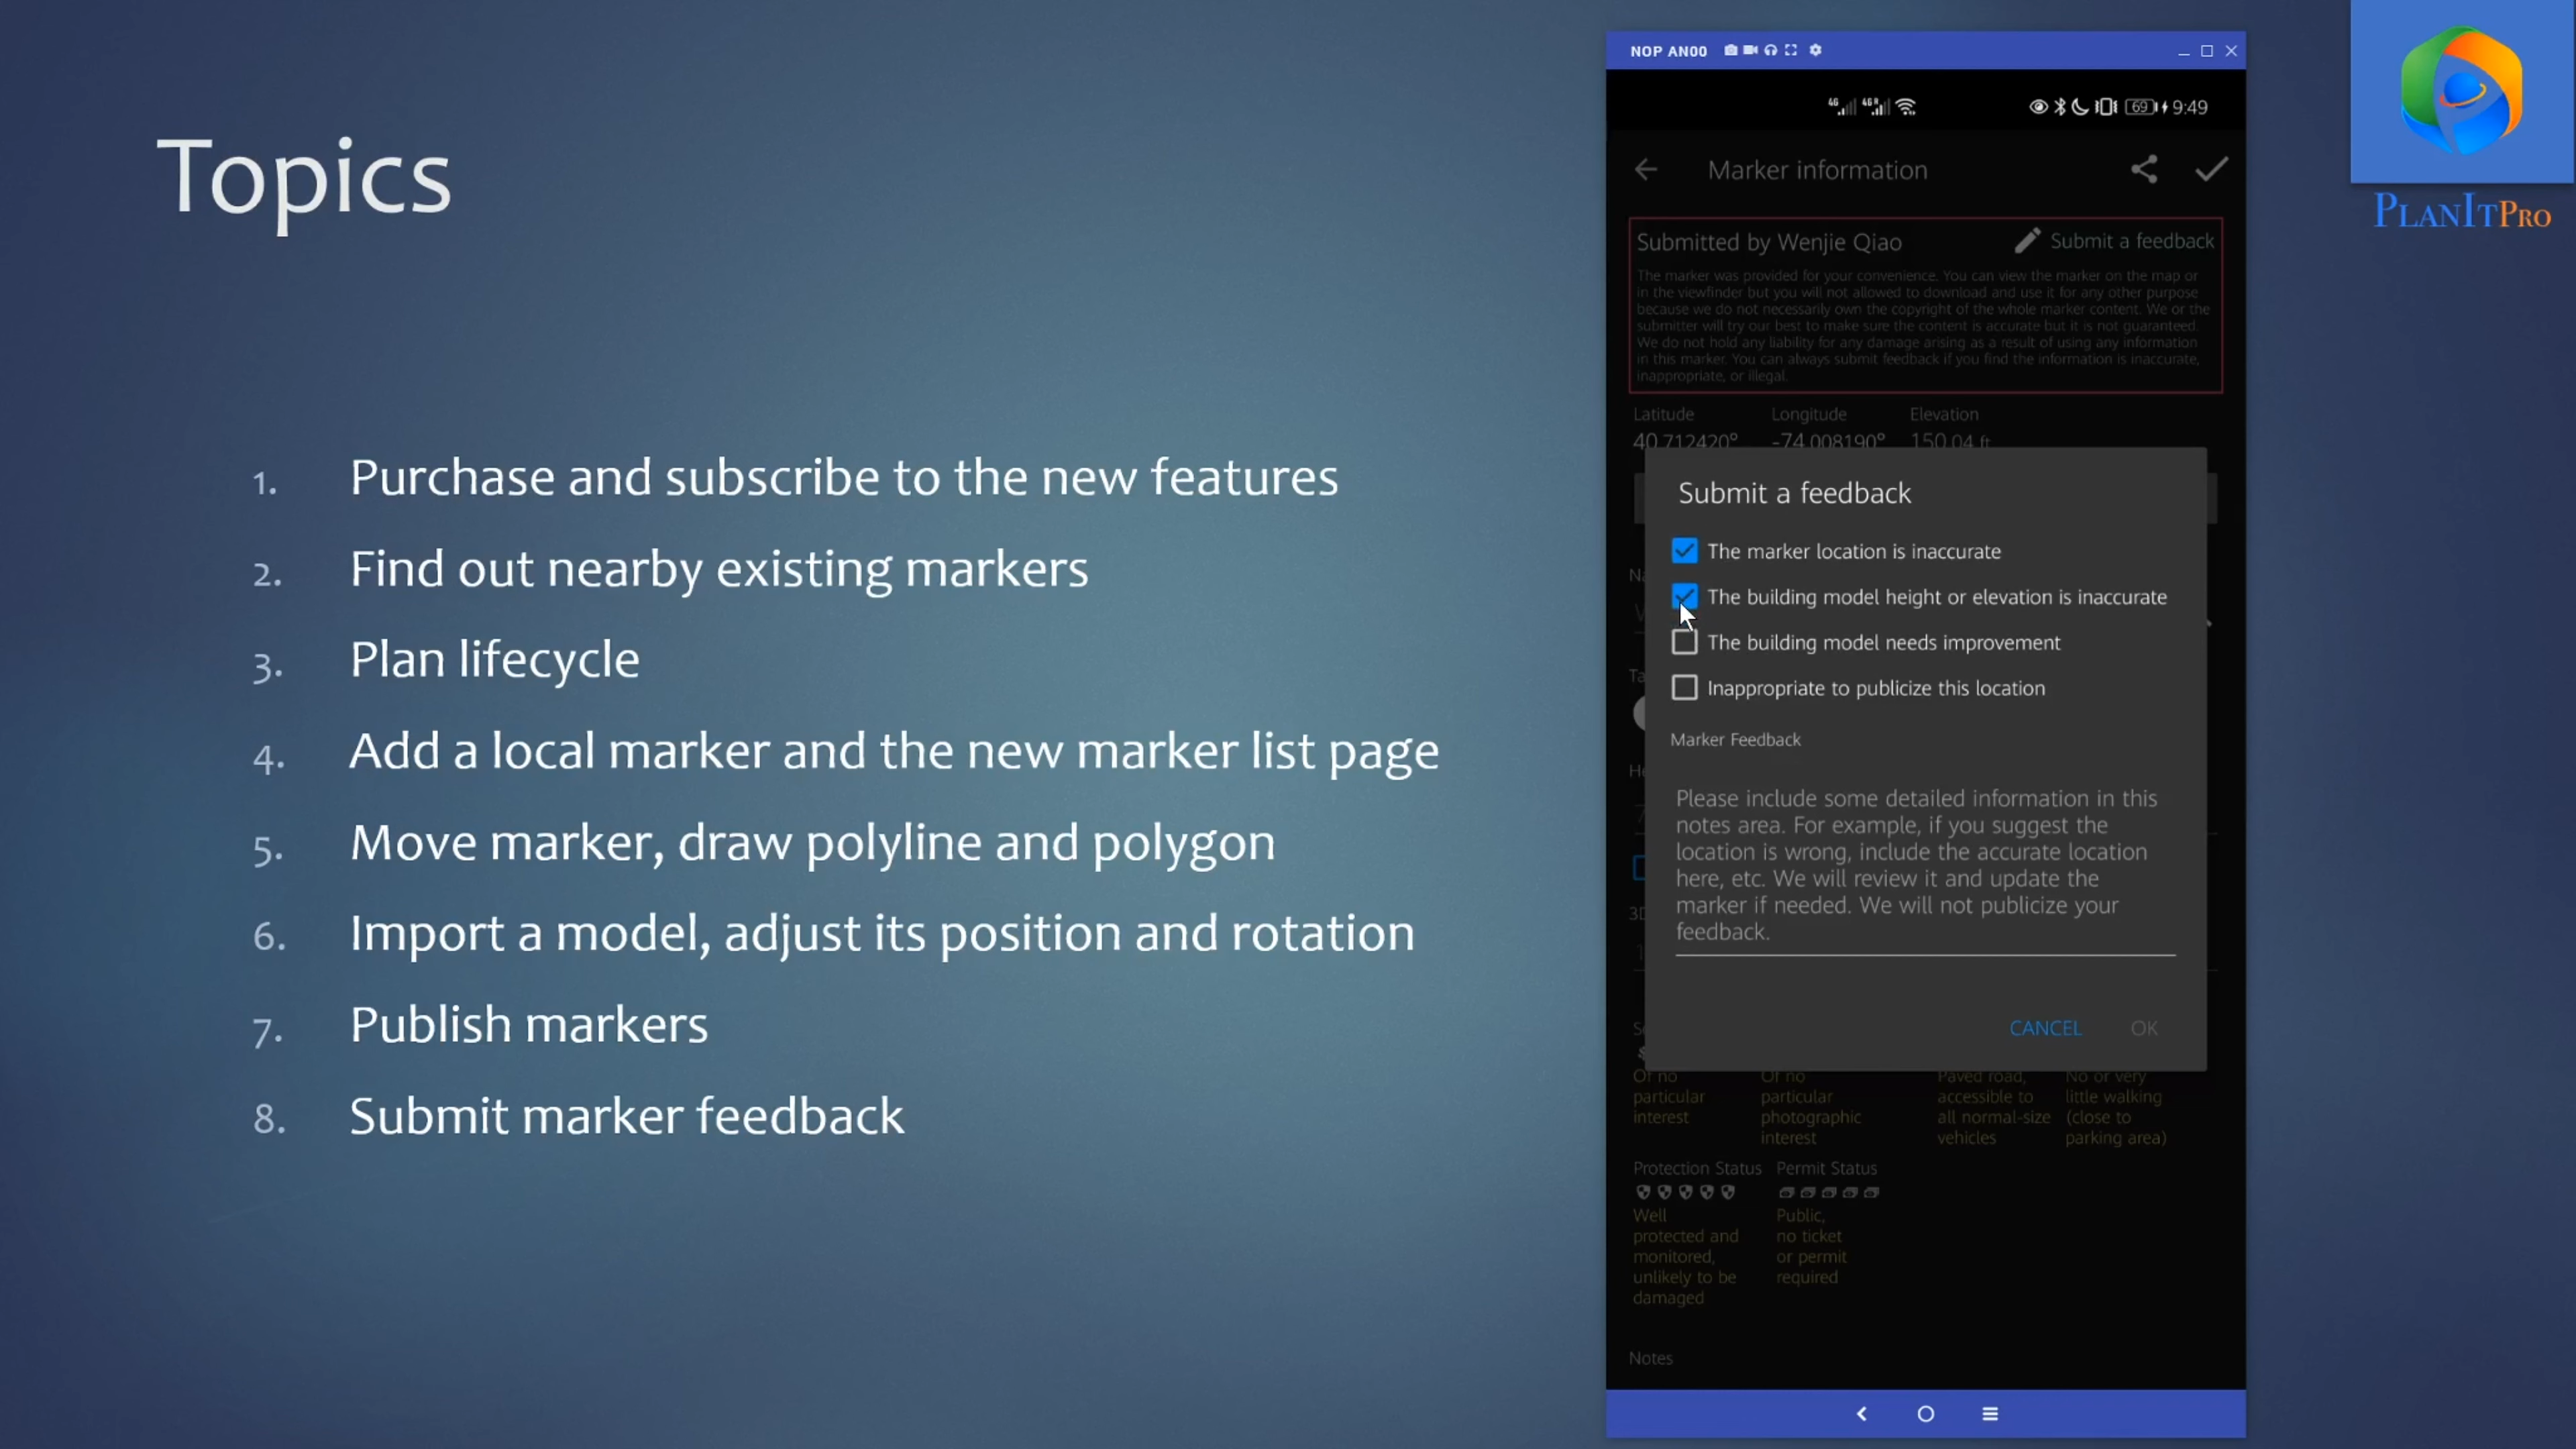 Topics
1. Purchase and subscribe to the new features
2. Find out nearby existing markers
3. Plan lifecycle
4. Add a local marker and the new marker list page
5. Move marker, draw polyline and polygon
6. Import a model, adjust its position and rotation
7. Publish markers
8. Submit marker feedback
NOP AN00
4G 4G 69 9:49
Marker information
Submitted by Wenjie Qiao Submit a feedback
The marker was provided for your convenience. You can view the marker on the map or
in the viewfinder but you will not allowed to download and use it for any other purpose
because we do not necessarily own the copyright of the whole marker content. We or the
submitter will try our best to make sure the content is accurate but it is not guaranteed.
We do not hold any liability for any damage arising as a result of using any information
in this marker. You can always submit feedback if you find the information is inaccurate,
inappropriate, or illegal.
Latitude Longitude Elevation
40.712420° -74.008190° 150.04 ft
Submit a feedback
The marker location is inaccurate
The building model height or elevation is inaccurate
The building model needs improvement
Inappropriate to publicize this location
Marker Feedback
Please include some detailed information in this
notes area. For example, if you suggest the
location is wrong, include the accurate location
here, etc. We will review it and update the
marker if needed. We will not publicize your
feedback.
CANCEL OK
Of no Of no Paved road, No or very
particular particular accessible to little walking
interest photographic all normal-size (close to
interest vehicles parking area)
Protection Status Permit Status
Well Public,
protected and no ticket
monitored, or permit
unlikely to be required
damaged
Notes
PLANITPRO